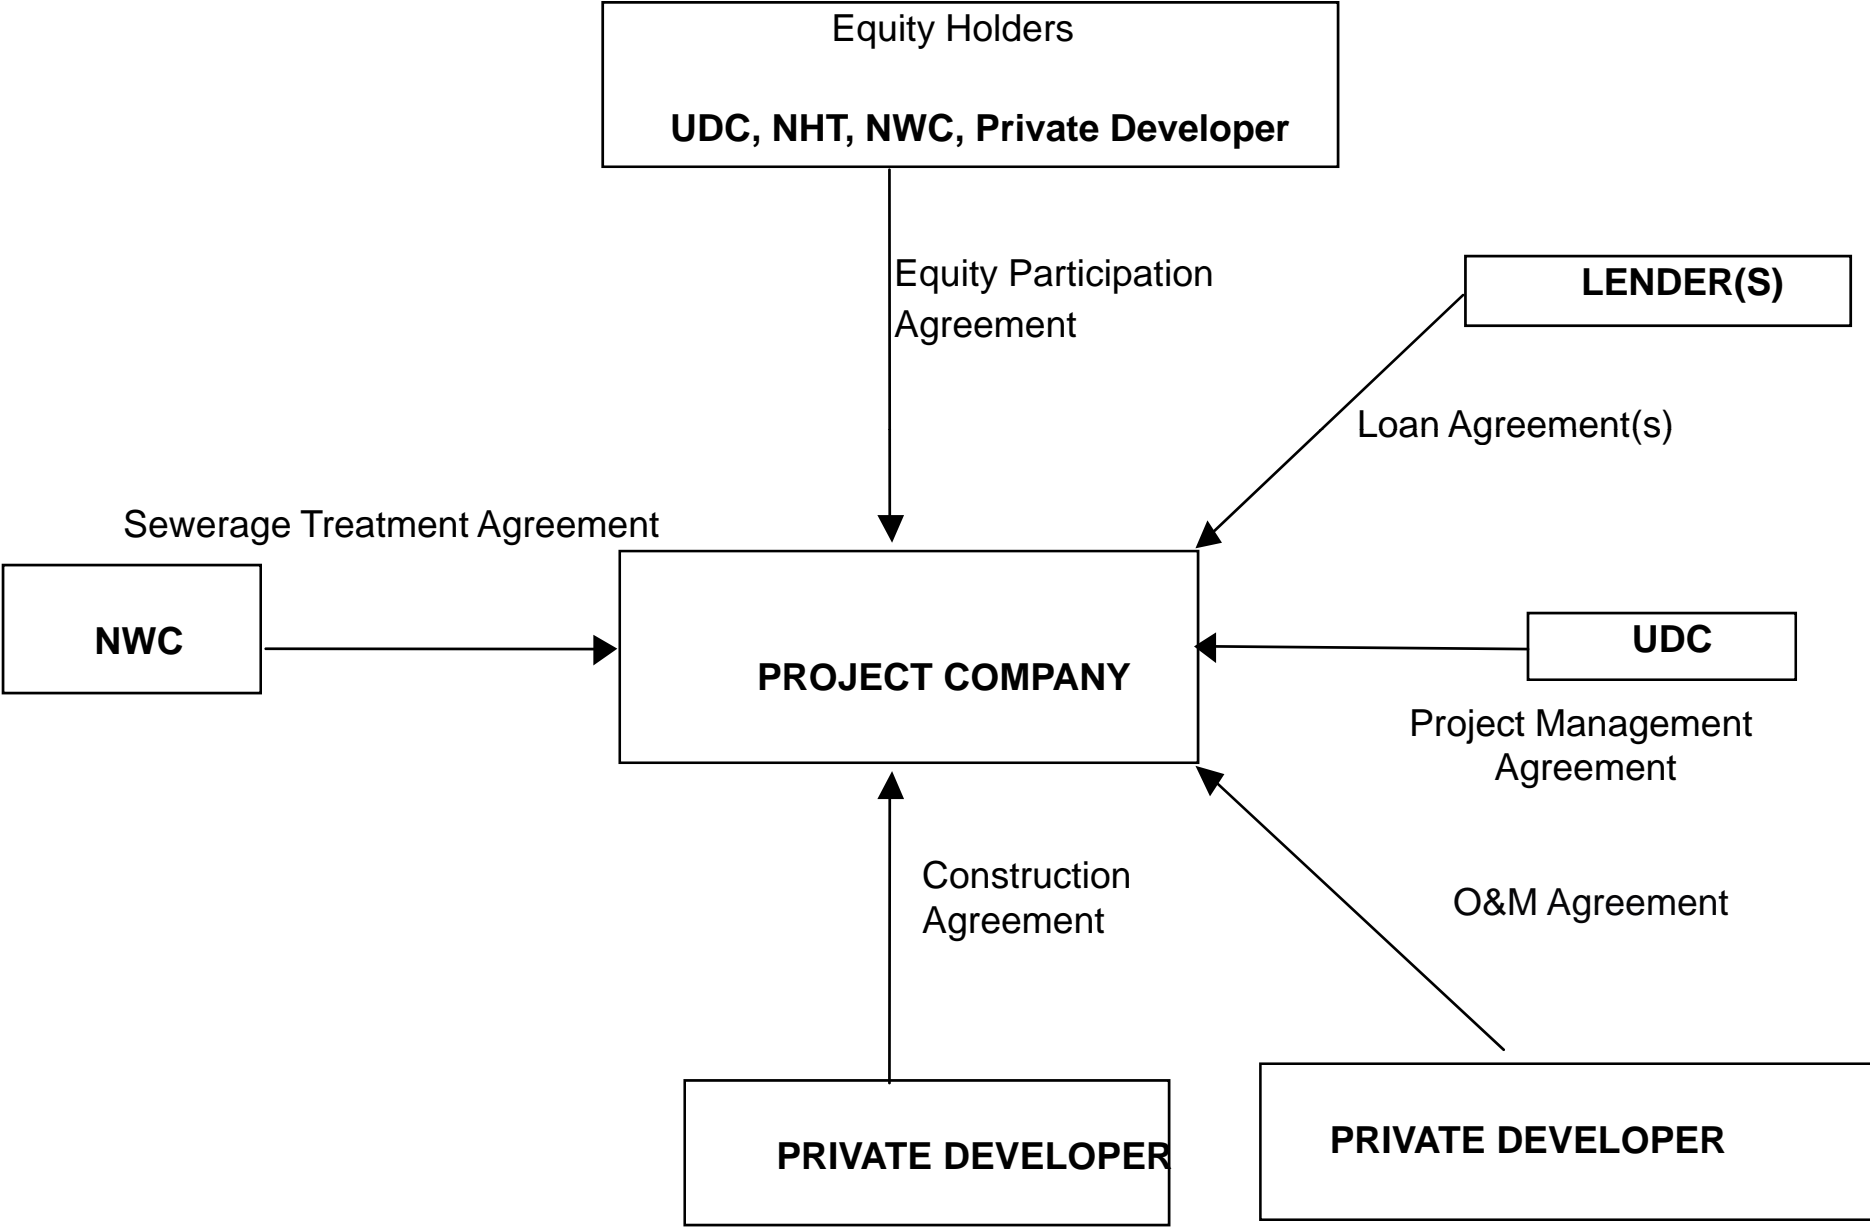 Equity Holders
UDC, NHT, NWC, Private Developer
Equity Participation
Agreement
LENDER(S)
Loan Agreement(s)
Sewerage Treatment Agreement
NWC
PROJECT COMPANY
UDC
Project Management
Agreement
Construction
Agreement
O&M Agreement
PRIVATE DEVELOPER
PRIVATE DEVELOPER